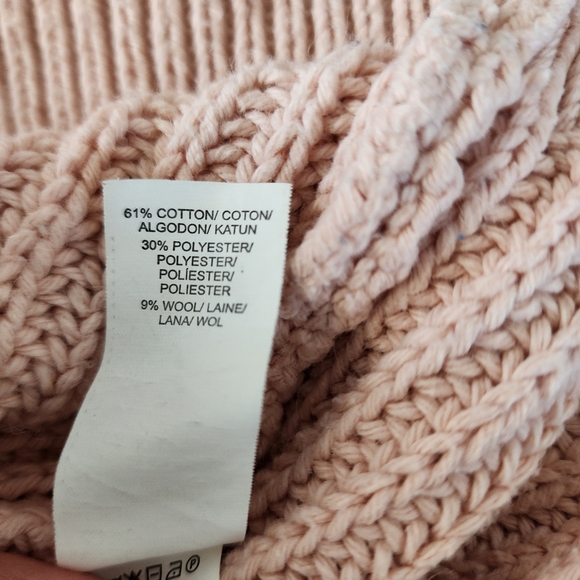 61% COTTON/ COTON/
ALGODON/ KATUN
30% POLYESTER/
POLYESTER/
POLÍESTER/
POLIESTER
9% WOOL/ LAINE/
LANA/ WOL
P